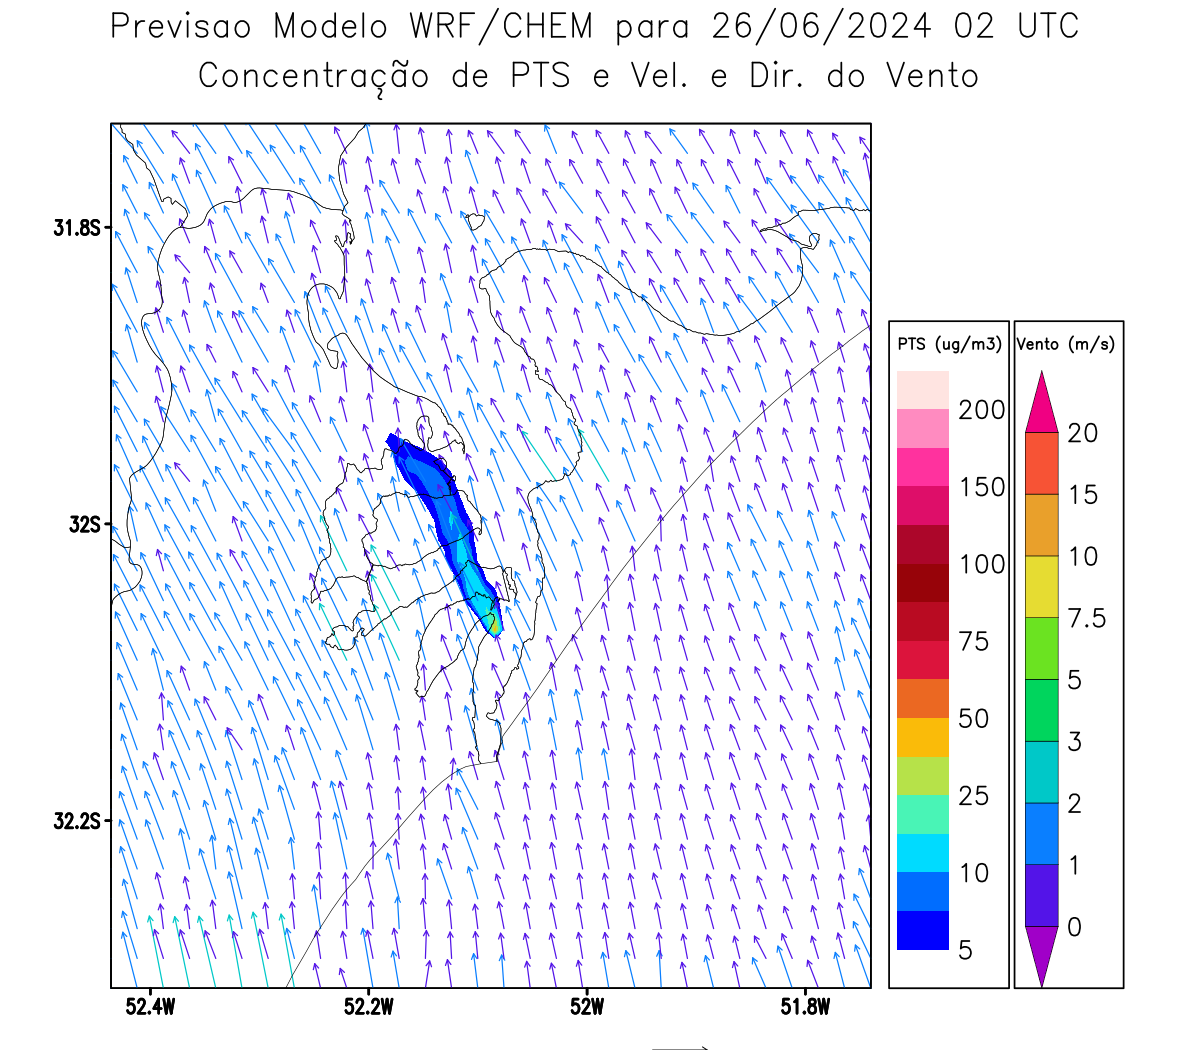 Previsao Modelo WRF/CHEM para 26/06/2024 02 UTC
Concentração de PTS e Vel. e Dir. do Vento
31.8S
32S
32.2S
52.4W
52.2W
52W
51.8W
PTS (ug/m3)
200
150
100
75
50
25
10
5
Vento (m/s)
20
15
10
7.5
5
3
2
1
0